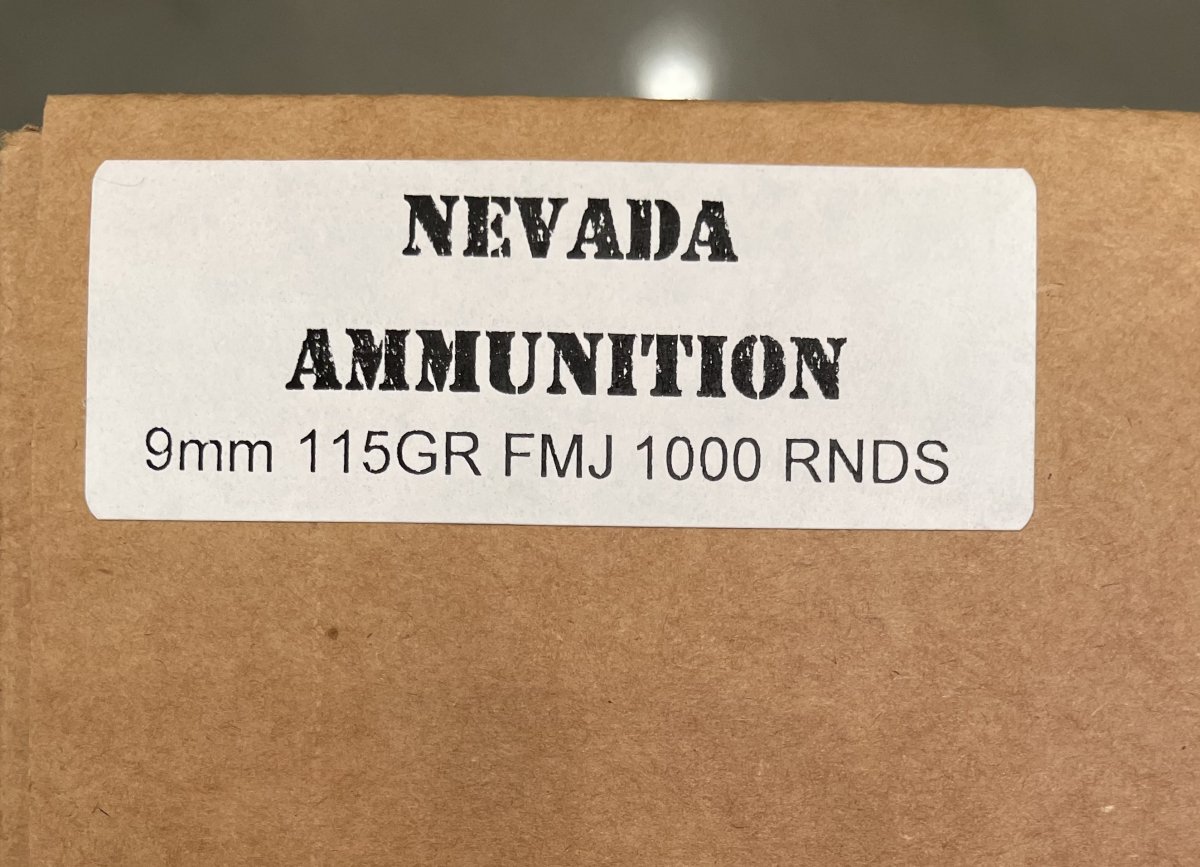 NEVADA
AMMUNITION
9mm 115GR FMJ 1000 RNDS